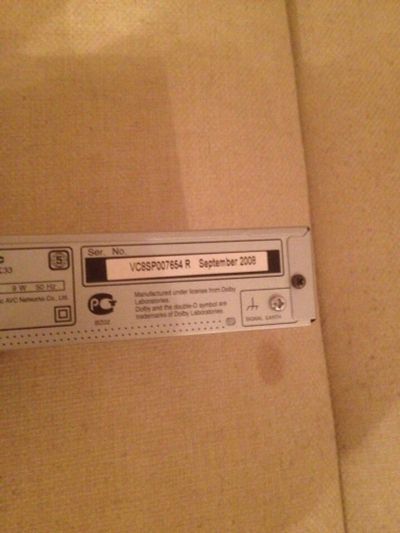 Ser. No.
VC8SP007654 R September 2008
9 W 50 Hz
AVC Networks Co., Ltd.
Manufactured under license from Dolby
Laboratories.
Dolby and the double-D symbol are
trademarks of Dolby Laboratories.
SIGNAL EARTH